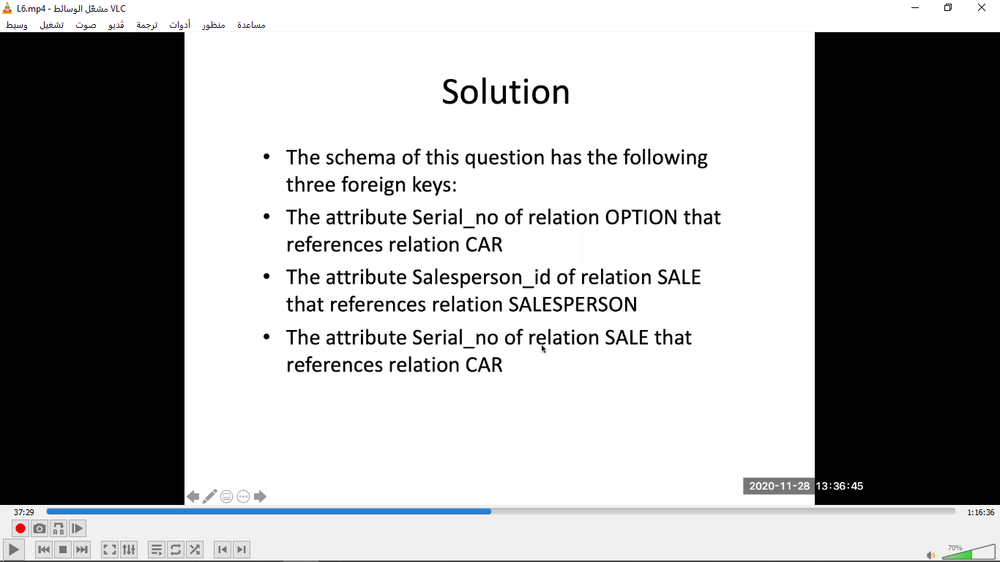 L6.mp4 - مشغّل الوسائط VLC
وسيط تشغيل صوت ڤديو ترجمة أدوات منظور مساعدة
Solution
• The schema of this question has the following
three foreign keys:
• The attribute Serial_no of relation OPTION that
references relation CAR
• The attribute Salesperson_id of relation SALE
that references relation SALESPERSON
• The attribute Serial_no of relation SALE that
references relation CAR
2020-11-28 13:36:45
37:29
1:16:36
A B
70%